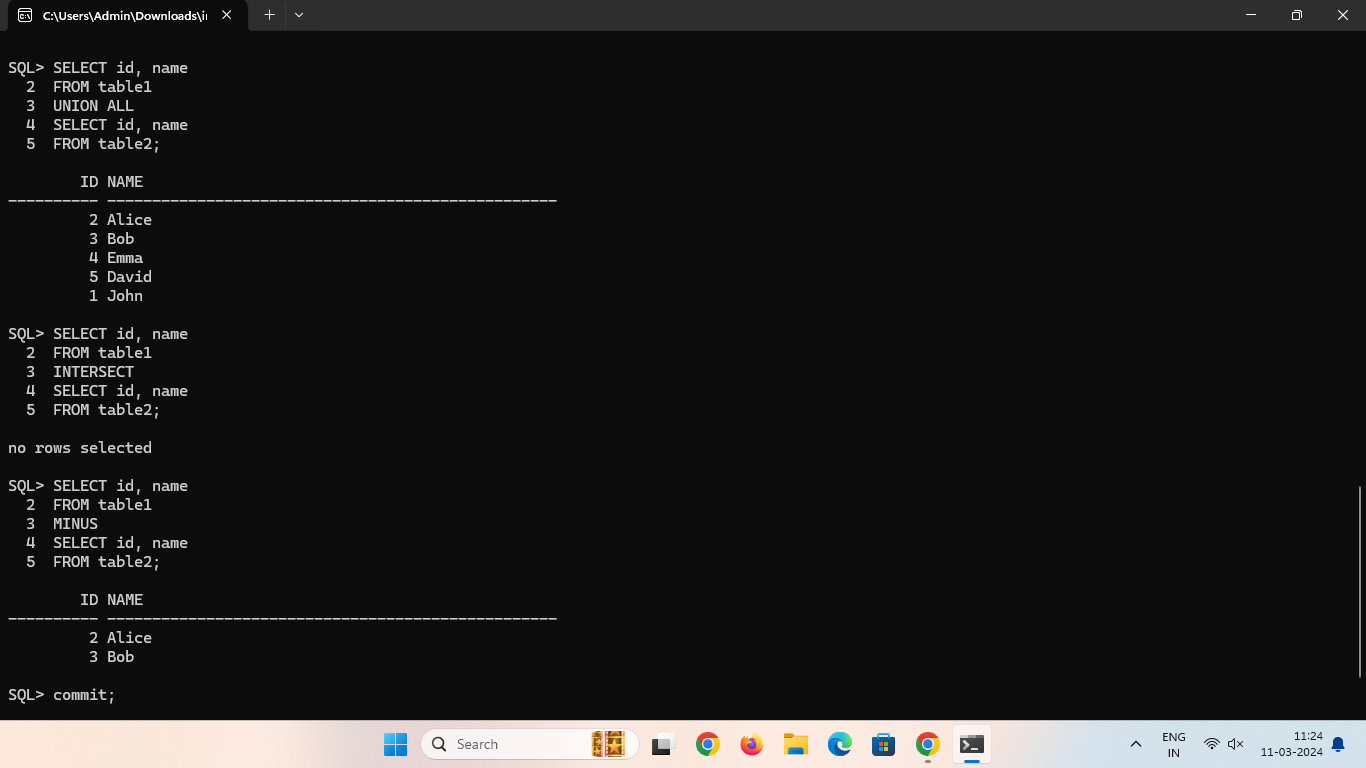 C:\Users\Admin\Downloads\i
SQL> SELECT id, name
  2  FROM table1
  3  UNION ALL
  4  SELECT id, name
  5  FROM table2;
        ID NAME
---------- --------------------------------------------------
         2 Alice
         3 Bob
         4 Emma
         5 David
         1 John
SQL> SELECT id, name
  2  FROM table1
  3  INTERSECT
  4  SELECT id, name
  5  FROM table2;
no rows selected
SQL> SELECT id, name
  2  FROM table1
  3  MINUS
  4  SELECT id, name
  5  FROM table2;
        ID NAME
---------- --------------------------------------------------
         2 Alice
         3 Bob
SQL> commit;
Search
ENG
IN
11:24
11-03-2024